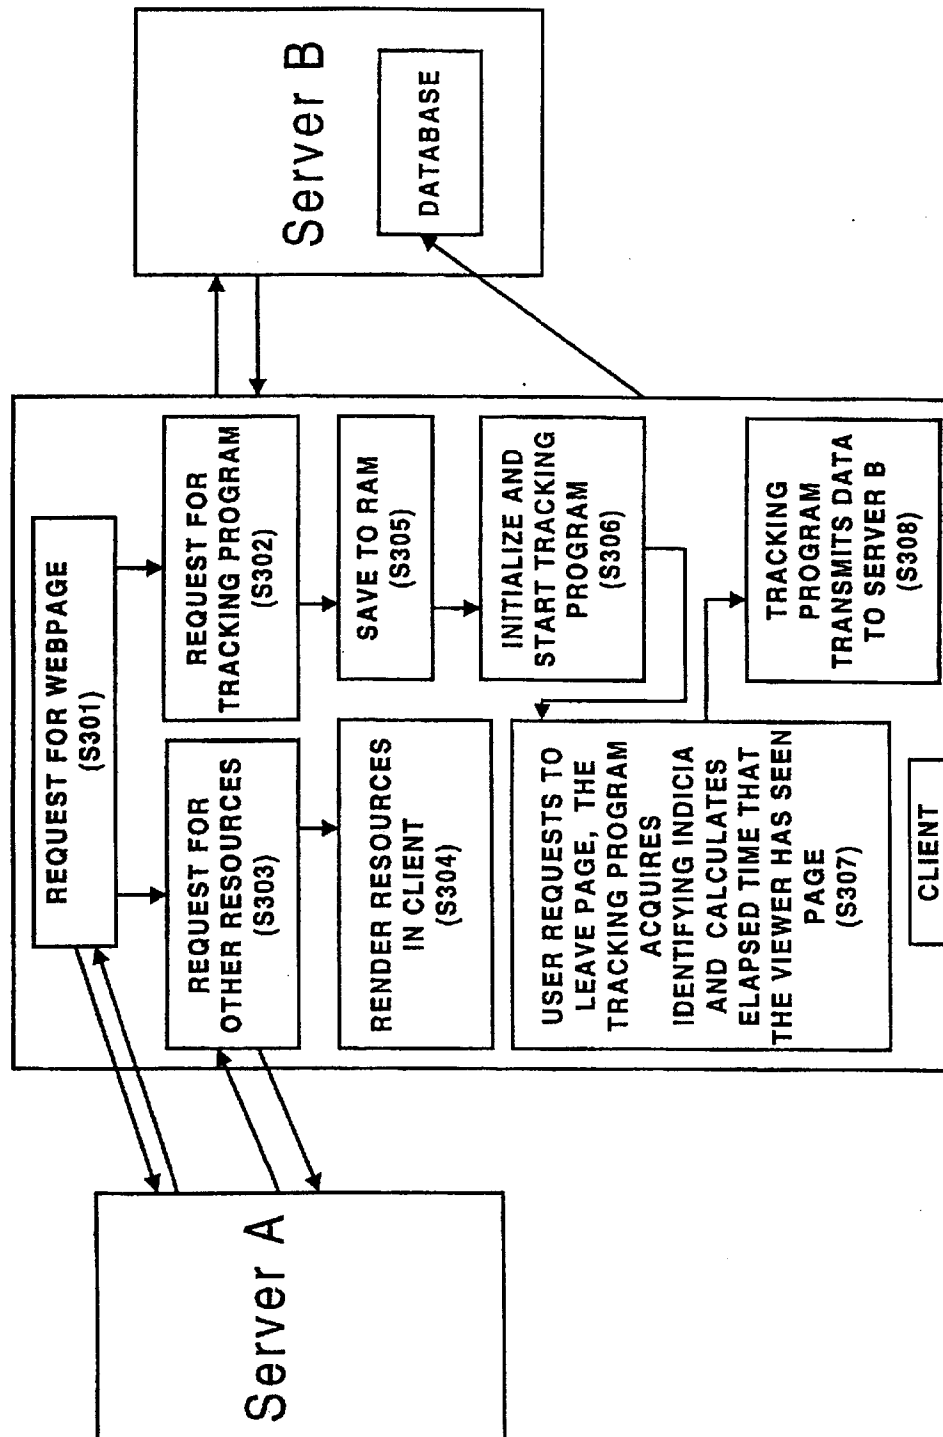 Server A
REQUEST FOR WEBPAGE
(S301)
REQUEST FOR
OTHER RESOURCES
(S303)
REQUEST FOR
TRACKING PROGRAM
(S302)
RENDER RESOURCES
IN CLIENT
(S304)
SAVE TO RAM
(S305)
INITIALIZE AND
START TRACKING
PROGRAM
(S306)
USER REQUESTS TO
LEAVE PAGE, THE
TRACKING PROGRAM
ACQUIRES
IDENTIFYING INDICIA
AND CALCULATES
ELAPSED TIME THAT
THE VIEWER HAS SEEN
PAGE
(S307)
TRACKING
PROGRAM
TRANSMITS DATA
TO SERVER B
(S308)
CLIENT
Server B
DATABASE